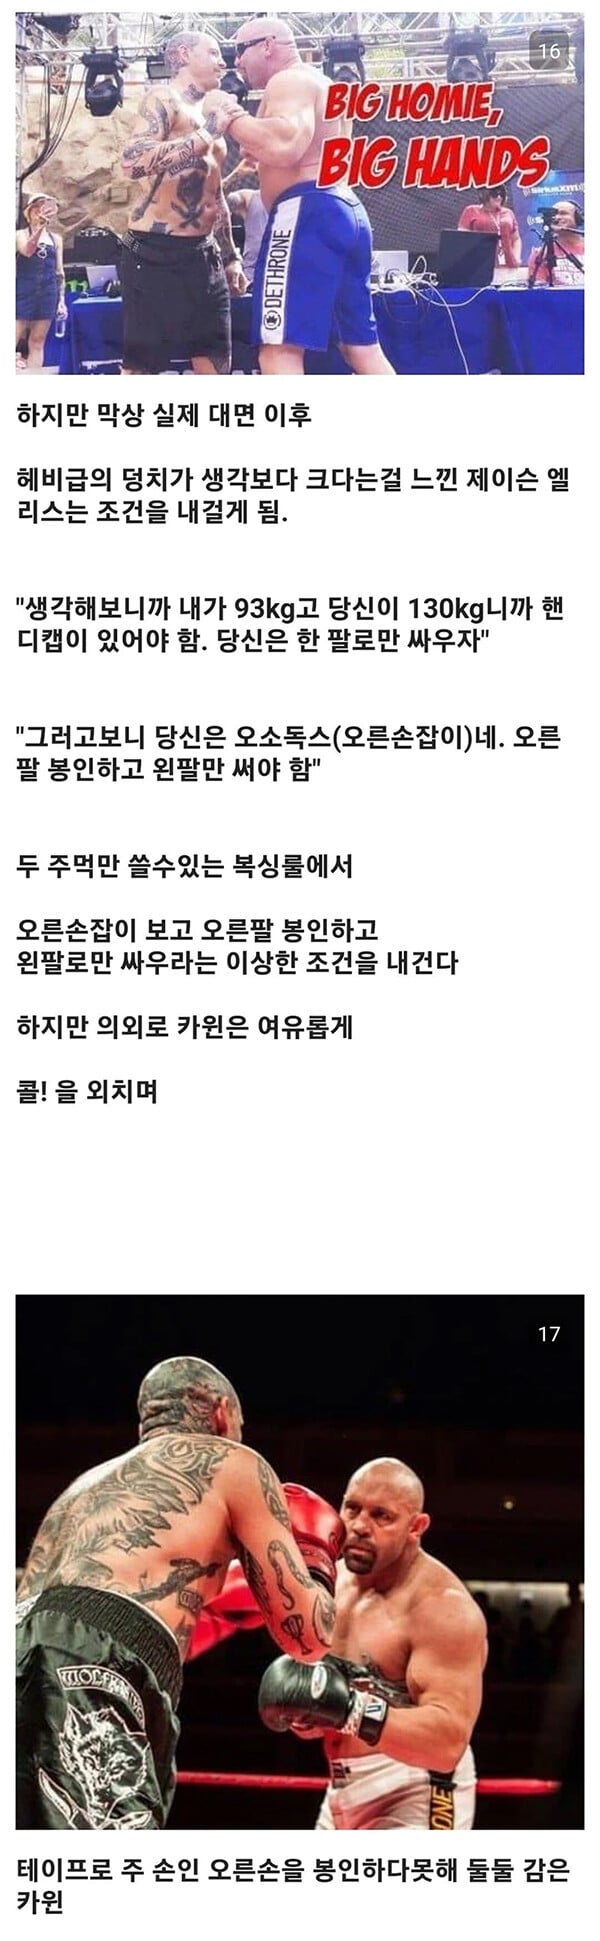 16
BIG HOMIE,
BIG HANDS
SiriusXM
DETHRONE
하지만 막상 실제 대면 이후
헤비급의 덩치가 생각보다 크다는걸 느낀 제이슨 엘
리스는 조건을 내걸게 됨.
"생각해보니까 내가 93kg고 당신이 130kg니까 핸
디캡이 있어야 함. 당신은 한 팔로만 싸우자"
"그러고보니 당신은 오소독스(오른손잡이)네. 오른
팔 봉인하고 왼팔만 써야 함"
두 주먹만 쓸수있는 복싱룰에서
오른손잡이 보고 오른팔 봉인하고
왼팔로만 싸우라는 이상한 조건을 내건다
하지만 의외로 카윈은 여유롭게
콜! 을 외치며
17
ONE
테이프로 주 손인 오른손을 봉인하다못해 둘둘 감은
카윈